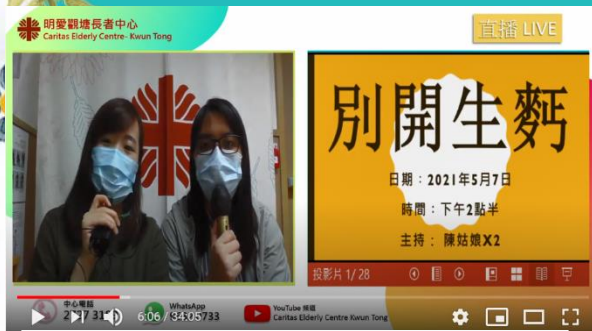 明愛觀塘長者中心
Caritas Elderly Centre- Kwun Tong
直播 LIVE
別開生麪
日期：2021年5月7日
時間：下午2點半
主持： 陳姑娘X2
投影片 1/ 28
中心電話
WhatsApp
YouTube 頻道
Caritas Elderly Centre Kwun Tong
6:06 / 34:05